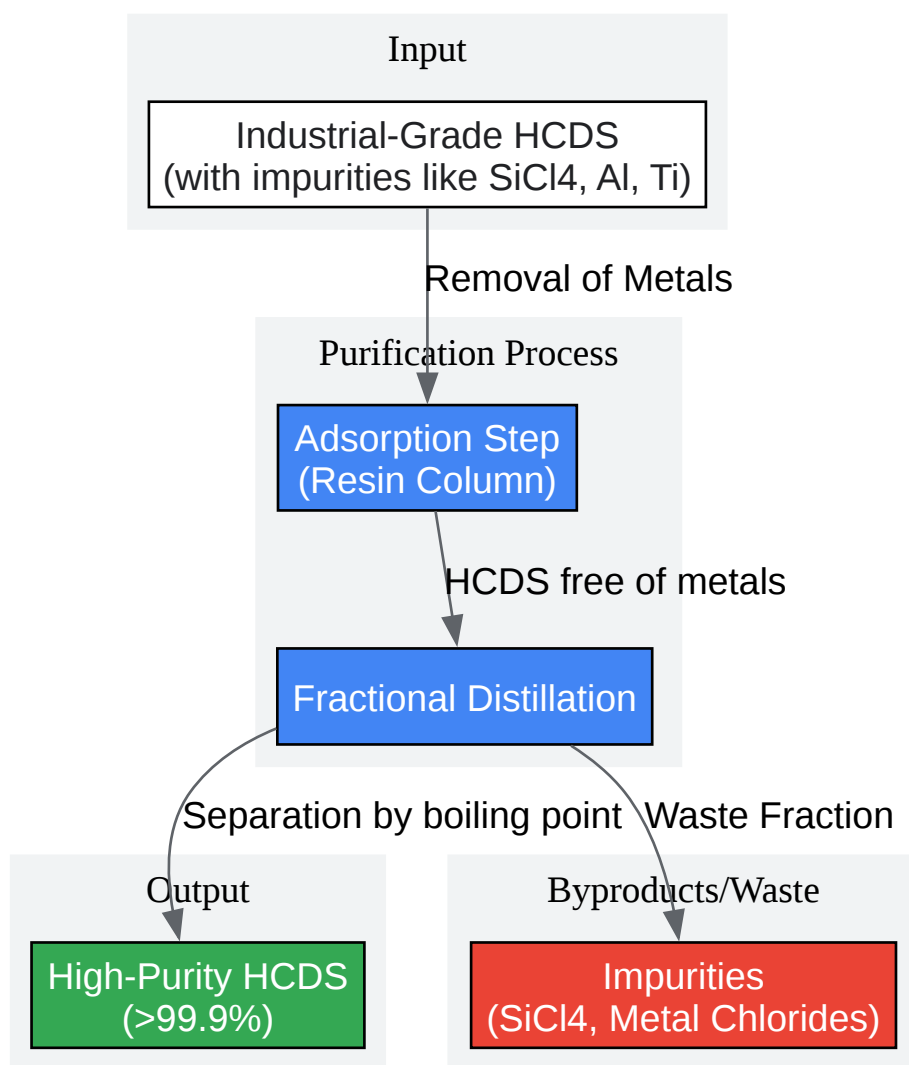 Input
Industrial-Grade HCDS
(with impurities like SiCl4, Al, Ti)
Removal of Metals
Purification Process
Adsorption Step
(Resin Column)
HCDS free of metals
Fractional Distillation
Separation by boiling point
Waste Fraction
Output
Byproducts/Waste
High-Purity HCDS
(>99.9%)
Impurities
(SiCl4, Metal Chlorides)